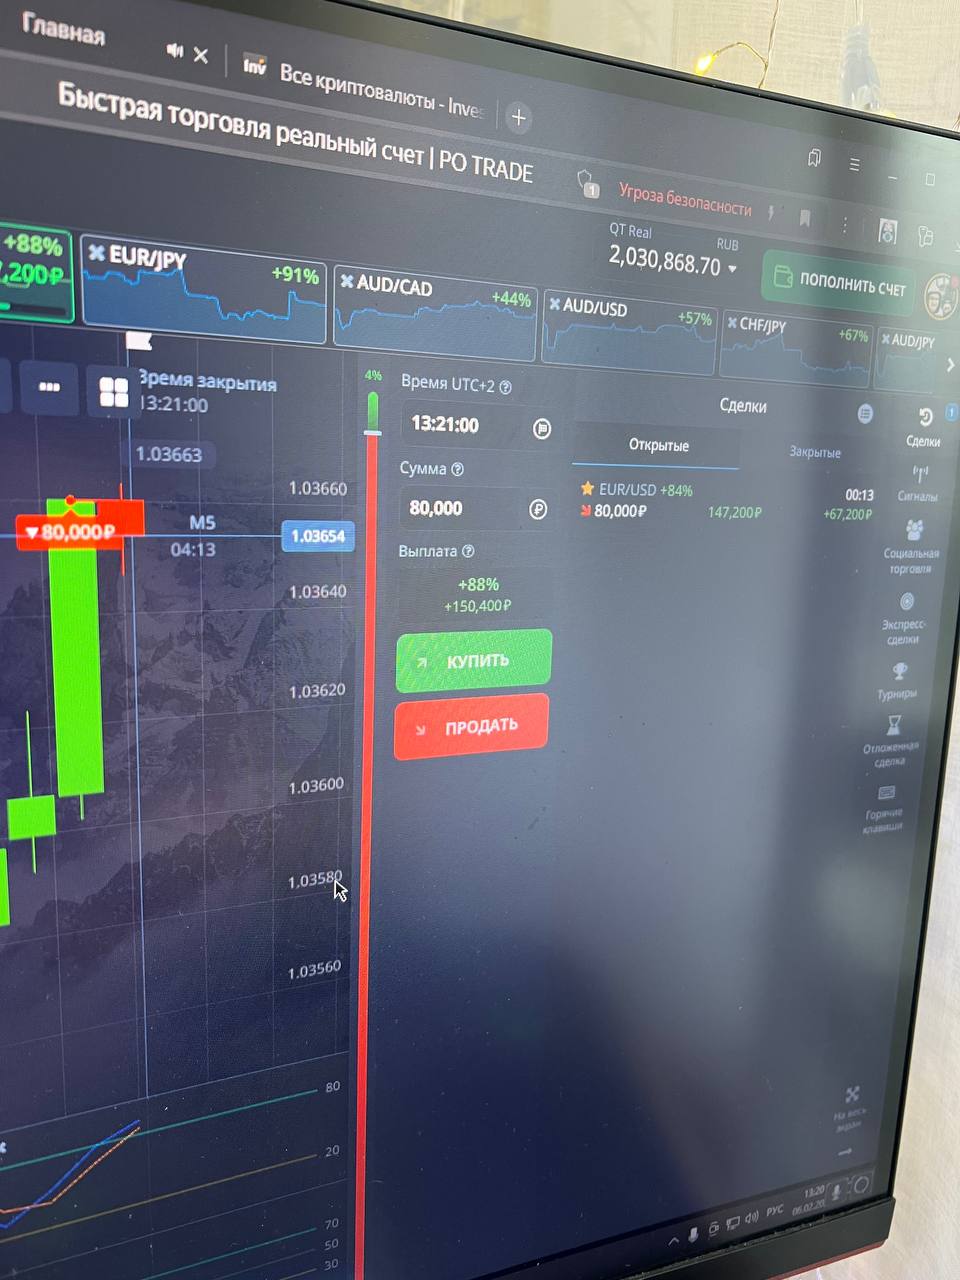 Главная
Inv Все криптовалюты - Inve
Быстрая торговля реальный счет | PO TRADE
1 Угроза безопасности
QT Real RUB
2,030,868.70
ПОПОЛНИТЬ СЧЕТ
+88%
,200₽
EUR/JPY
+91%
AUD/CAD
+44%
AUD/USD
+57%
CHF/JPY
+67%
AUD/JPY
Время закрытия
13:21:00
1.03663
1.03660
▼80,000₽
M5
04:13
1.03654
1.03640
1.03620
1.03600
1.03580
1.03560
80
20
70
50
30
4%
Время UTC+2
13:21:00
Сумма
80,000 ₽
Выплата
+88%
+150,400₽
КУПИТЬ
ПРОДАТЬ
Сделки
Открытые Закрытые
EUR/USD +84% 00:13
80,000₽ 147,200₽ +67,200₽
1
Сделки
Сигналы
Социальная
торговля
Экспресс-
сделки
Турниры
Отложенная
сделка
Горячие
клавиши
На весь
экран
РУС
13:20
06.02.20